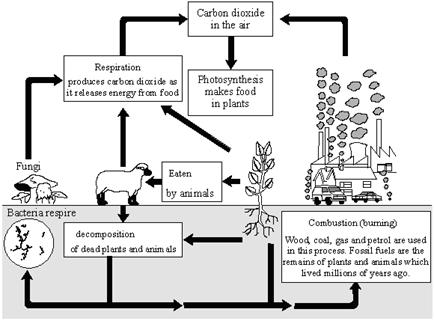 Carbon dioxide
in the air
Respiration
produces carbon dioxide as
it releases energy from food
Photosynthesis
makes food
in plants
Fungi
Eaten
by animals
Bacteria respire
decomposition
of dead plants and animals
Combustion (burning)
Wood, coal, gas and petrol are used
in this process. Fossil fuels are the
remains of plants and animals which
lived millions of years ago.